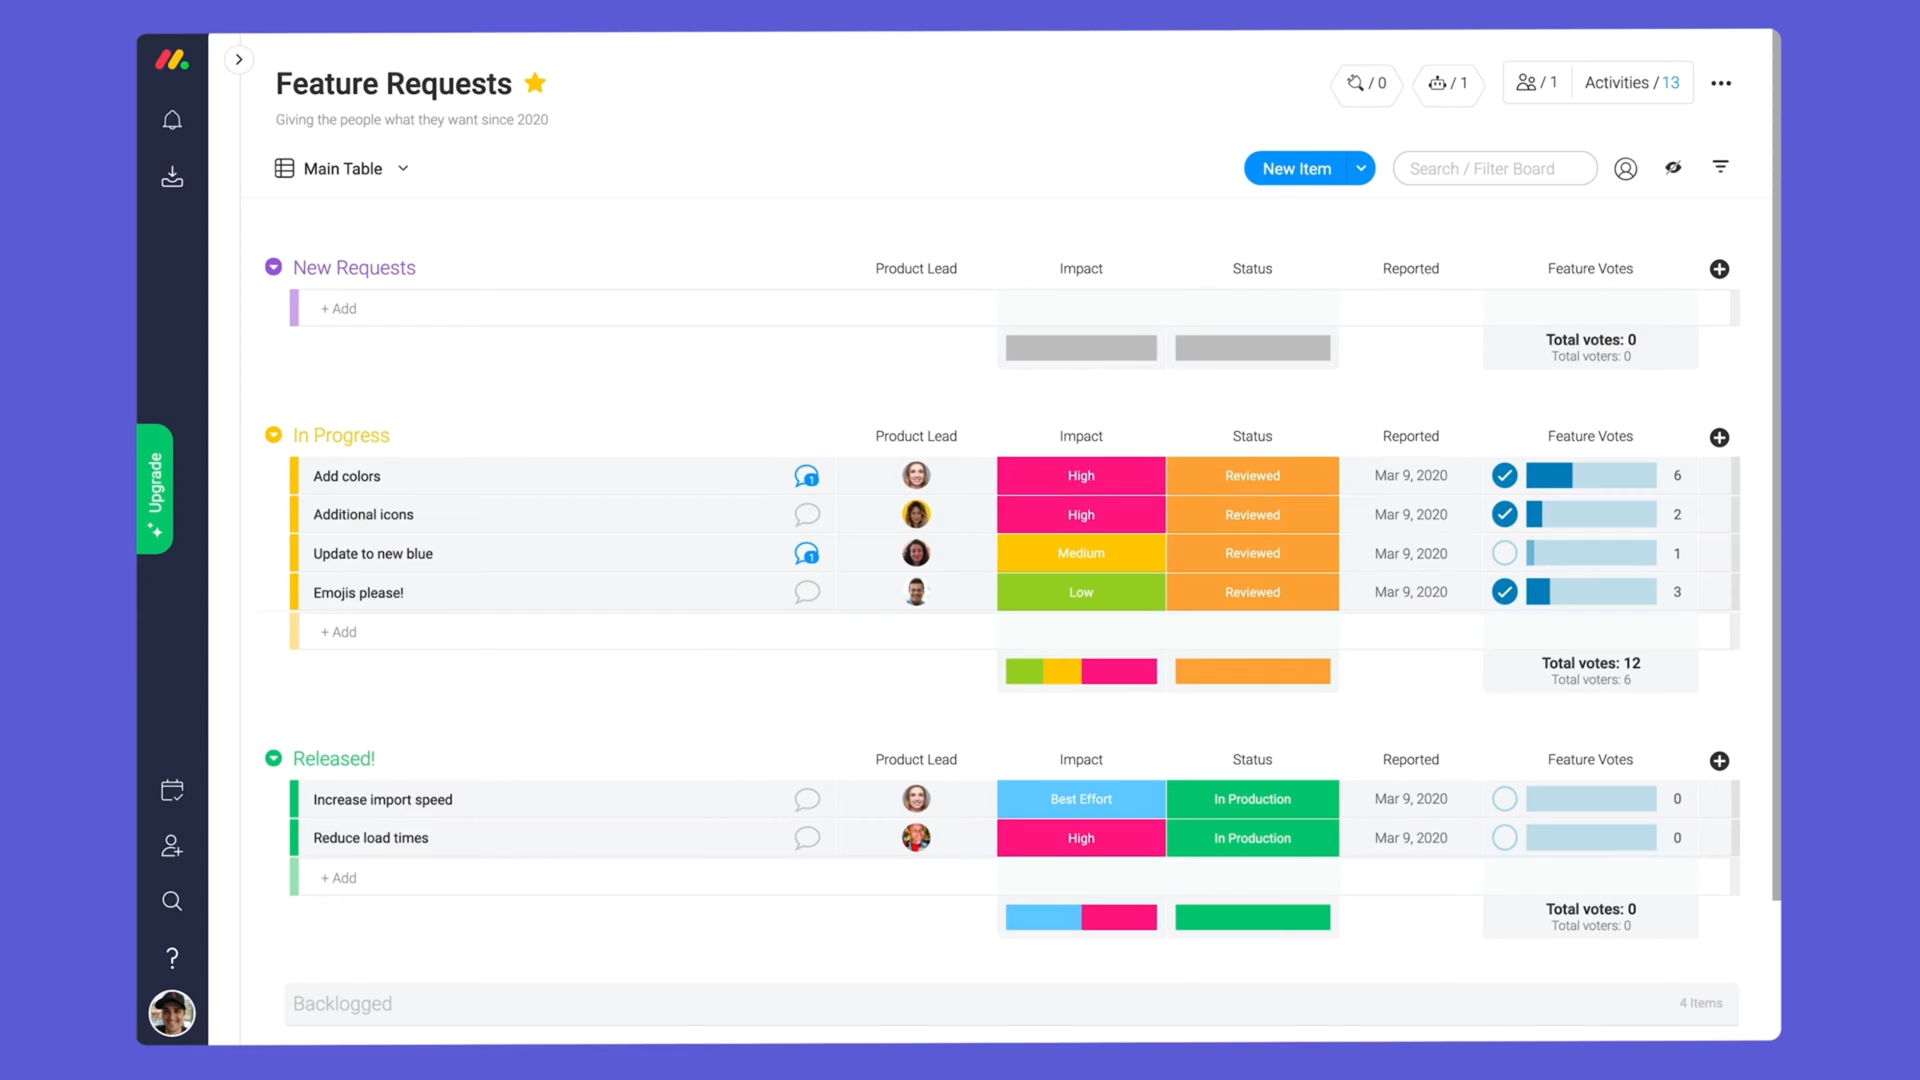 Feature Requests
/ 0
/ 1
/ 1
Activities / 13
Giving the people what they want since 2020
Main Table
New Item
Search / Filter Board
New Requests
Product Lead
Impact
Status
Reported
Feature Votes
+ Add
Total votes: 0
Total voters: 0
In Progress
Product Lead
Impact
Status
Reported
Feature Votes
Add colors
1
High
Reviewed
Mar 9, 2020
6
Additional icons
High
Reviewed
Mar 9, 2020
2
Update to new blue
1
Medium
Reviewed
Mar 9, 2020
1
Emojis please!
Low
Reviewed
Mar 9, 2020
3
+ Add
Total votes: 12
Total voters: 6
Upgrade
Released!
Product Lead
Impact
Status
Reported
Feature Votes
Increase import speed
Best Effort
In Production
Mar 9, 2020
0
Reduce load times
High
In Production
Mar 9, 2020
0
+ Add
Total votes: 0
Total voters: 0
?
Backlogged
4 Items